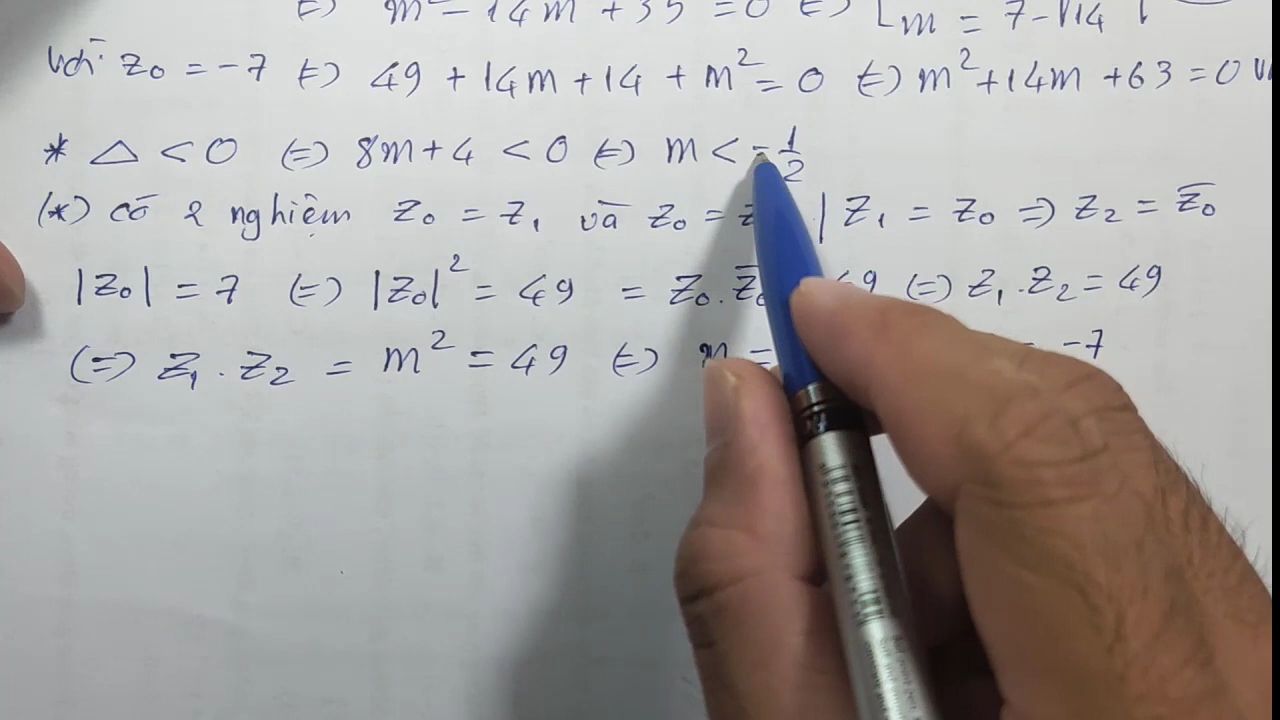 (=) m² - 14m + 35 = 0 (=) [ m = 7 - √14
Với z₀ = -7 (=) 49 + 14m + 14 + m² = 0 (=) m² + 14m + 63 = 0
* △ < 0 (=) 8m + 4 < 0 (=) m < -1/2
(*) có 2 nghiệm z₀ = z₁ và z₀ = | z₁ = z₀ => z₂ = z̄₀
|z₀| = 7 (=) |z₀|² = 49 = z₀ . z̄₀ 49 (=) z₁ . z₂ = 49
(=) z₁ . z₂ = m² = 49 (=) m = -7